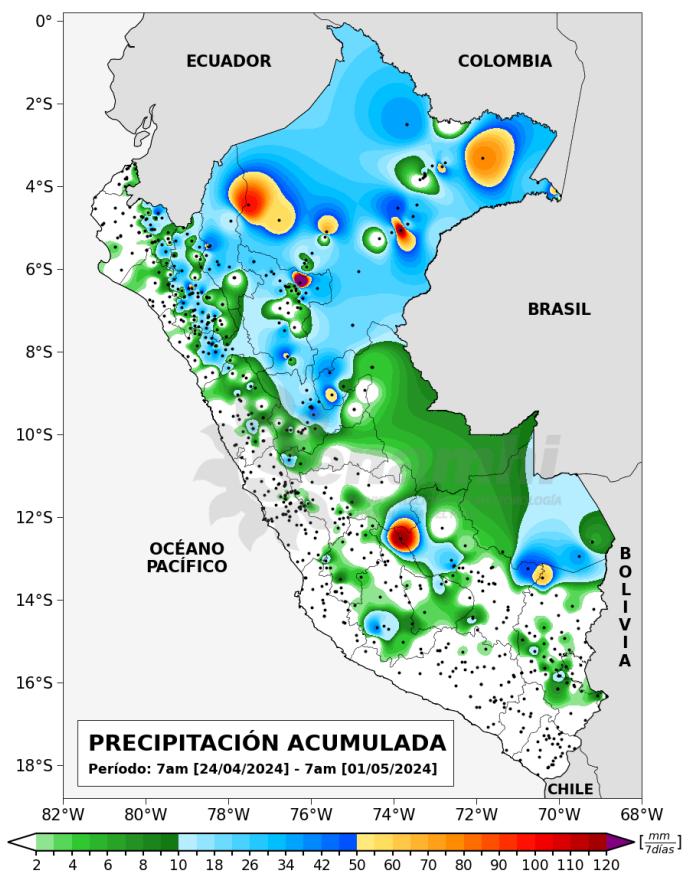 0°
2°S
4°S
6°S
8°S
10°S
12°S
14°S
16°S
18°S
ECUADOR
COLOMBIA
BRASIL
OCÉANO
PACÍFICO
B
O
L
I
V
I
A
CHILE
PRECIPITACIÓN ACUMULADA
Período: 7am [24/04/2024] - 7am [01/05/2024]
82°W 80°W 78°W 76°W 74°W 72°W 70°W 68°W
2 4 6 8 10 18 26 34 42 50 60 70 80 90 100 110 120
[mm/7días]